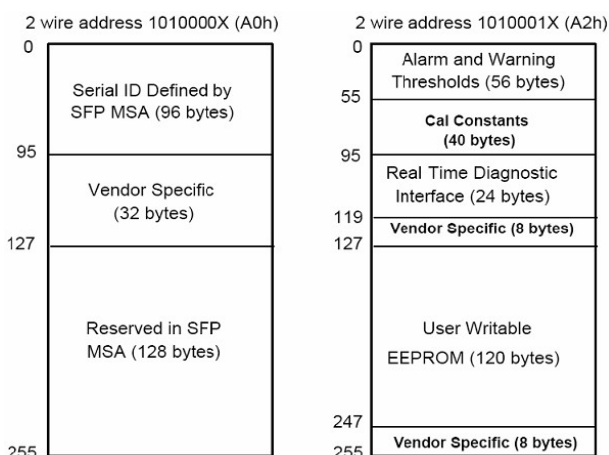 2 wire address 1010000X (A0h)
0
Serial ID Defined by
SFP MSA (96 bytes)
95
Vendor Specific
(32 bytes)
127
Reserved in SFP
MSA (128 bytes)
255
2 wire address 1010001X (A2h)
0
Alarm and Warning
Thresholds (56 bytes)
55
Cal Constants
(40 bytes)
95
Real Time Diagnostic
Interface (24 bytes)
119
Vendor Specific (8 bytes)
127
User Writable
EEPROM (120 bytes)
247
Vendor Specific (8 bytes)
255